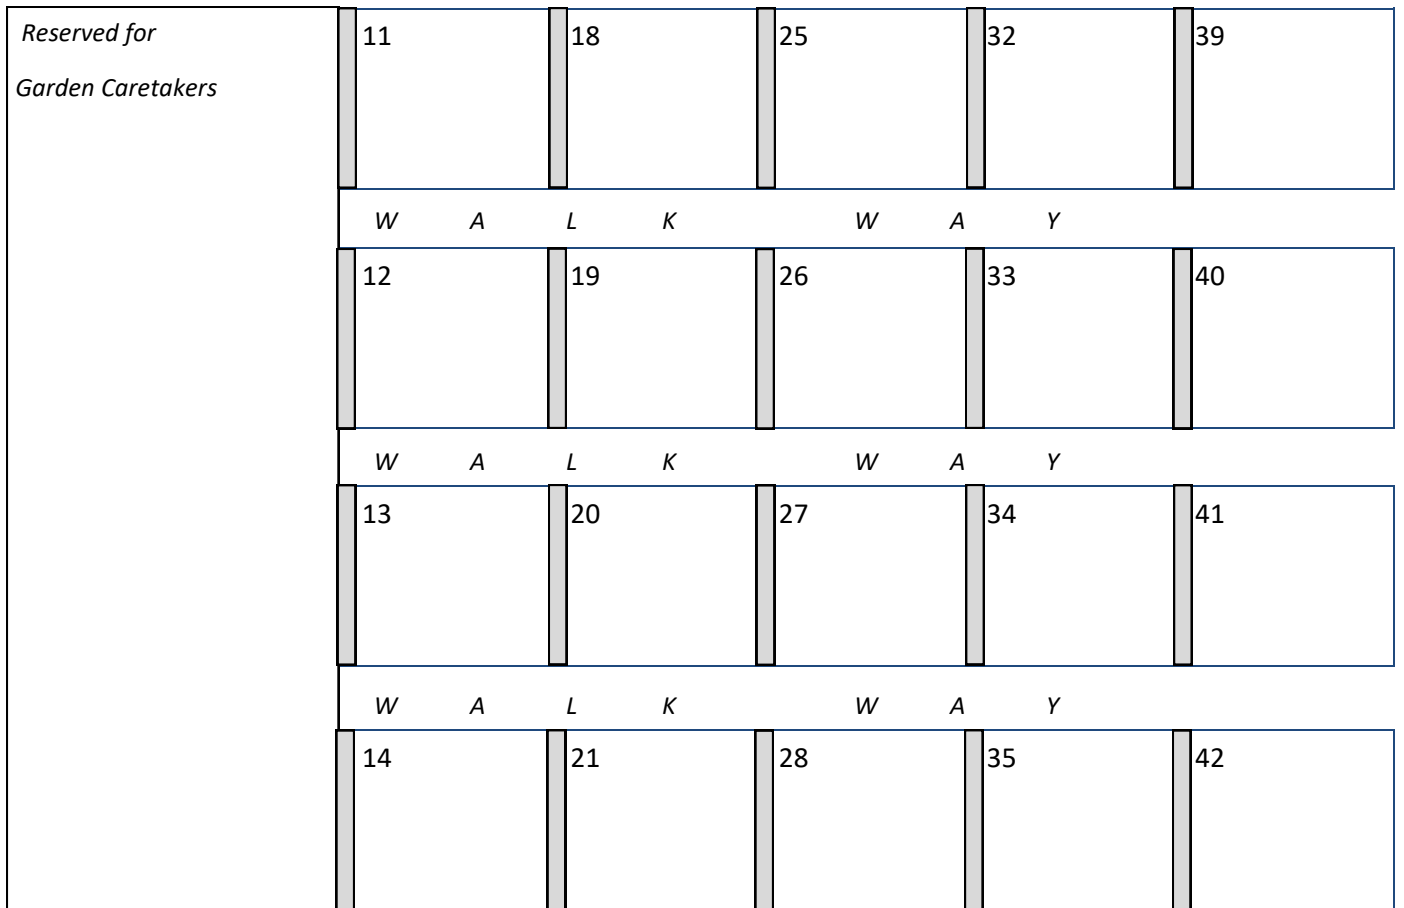 Reserved for
Garden Caretakers
11 18 25 32 39
W A L K W A Y
12 19 26 33 40
W A L K W A Y
13 20 27 34 41
W A L K W A Y
14 21 28 35 42